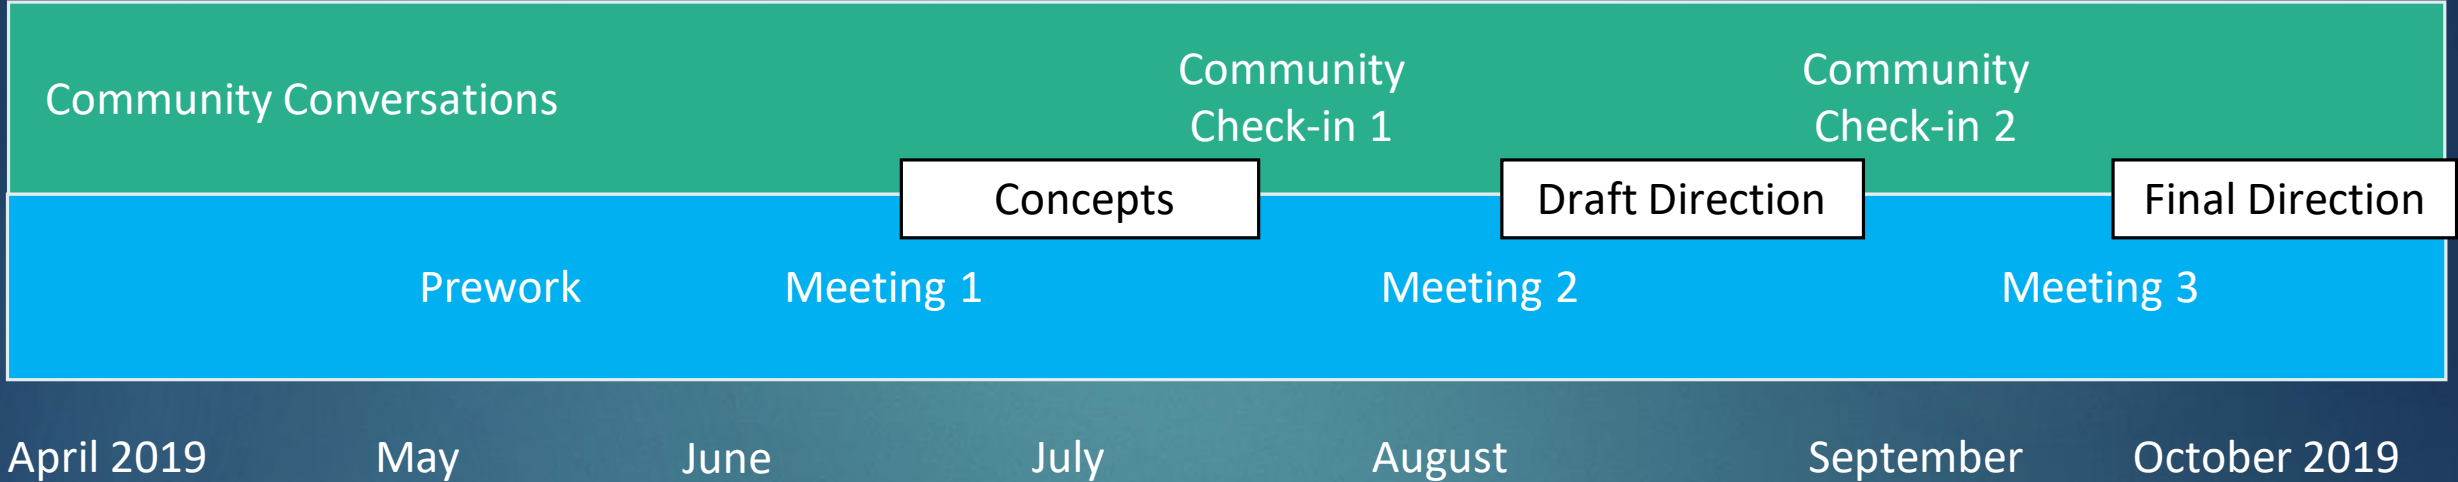 Community Conversations
Community
Check-in 1
Community
Check-in 2
Concepts
Draft Direction
Final Direction
Prework
Meeting 1
Meeting 2
Meeting 3
April 2019
May
June
July
August
September
October 2019